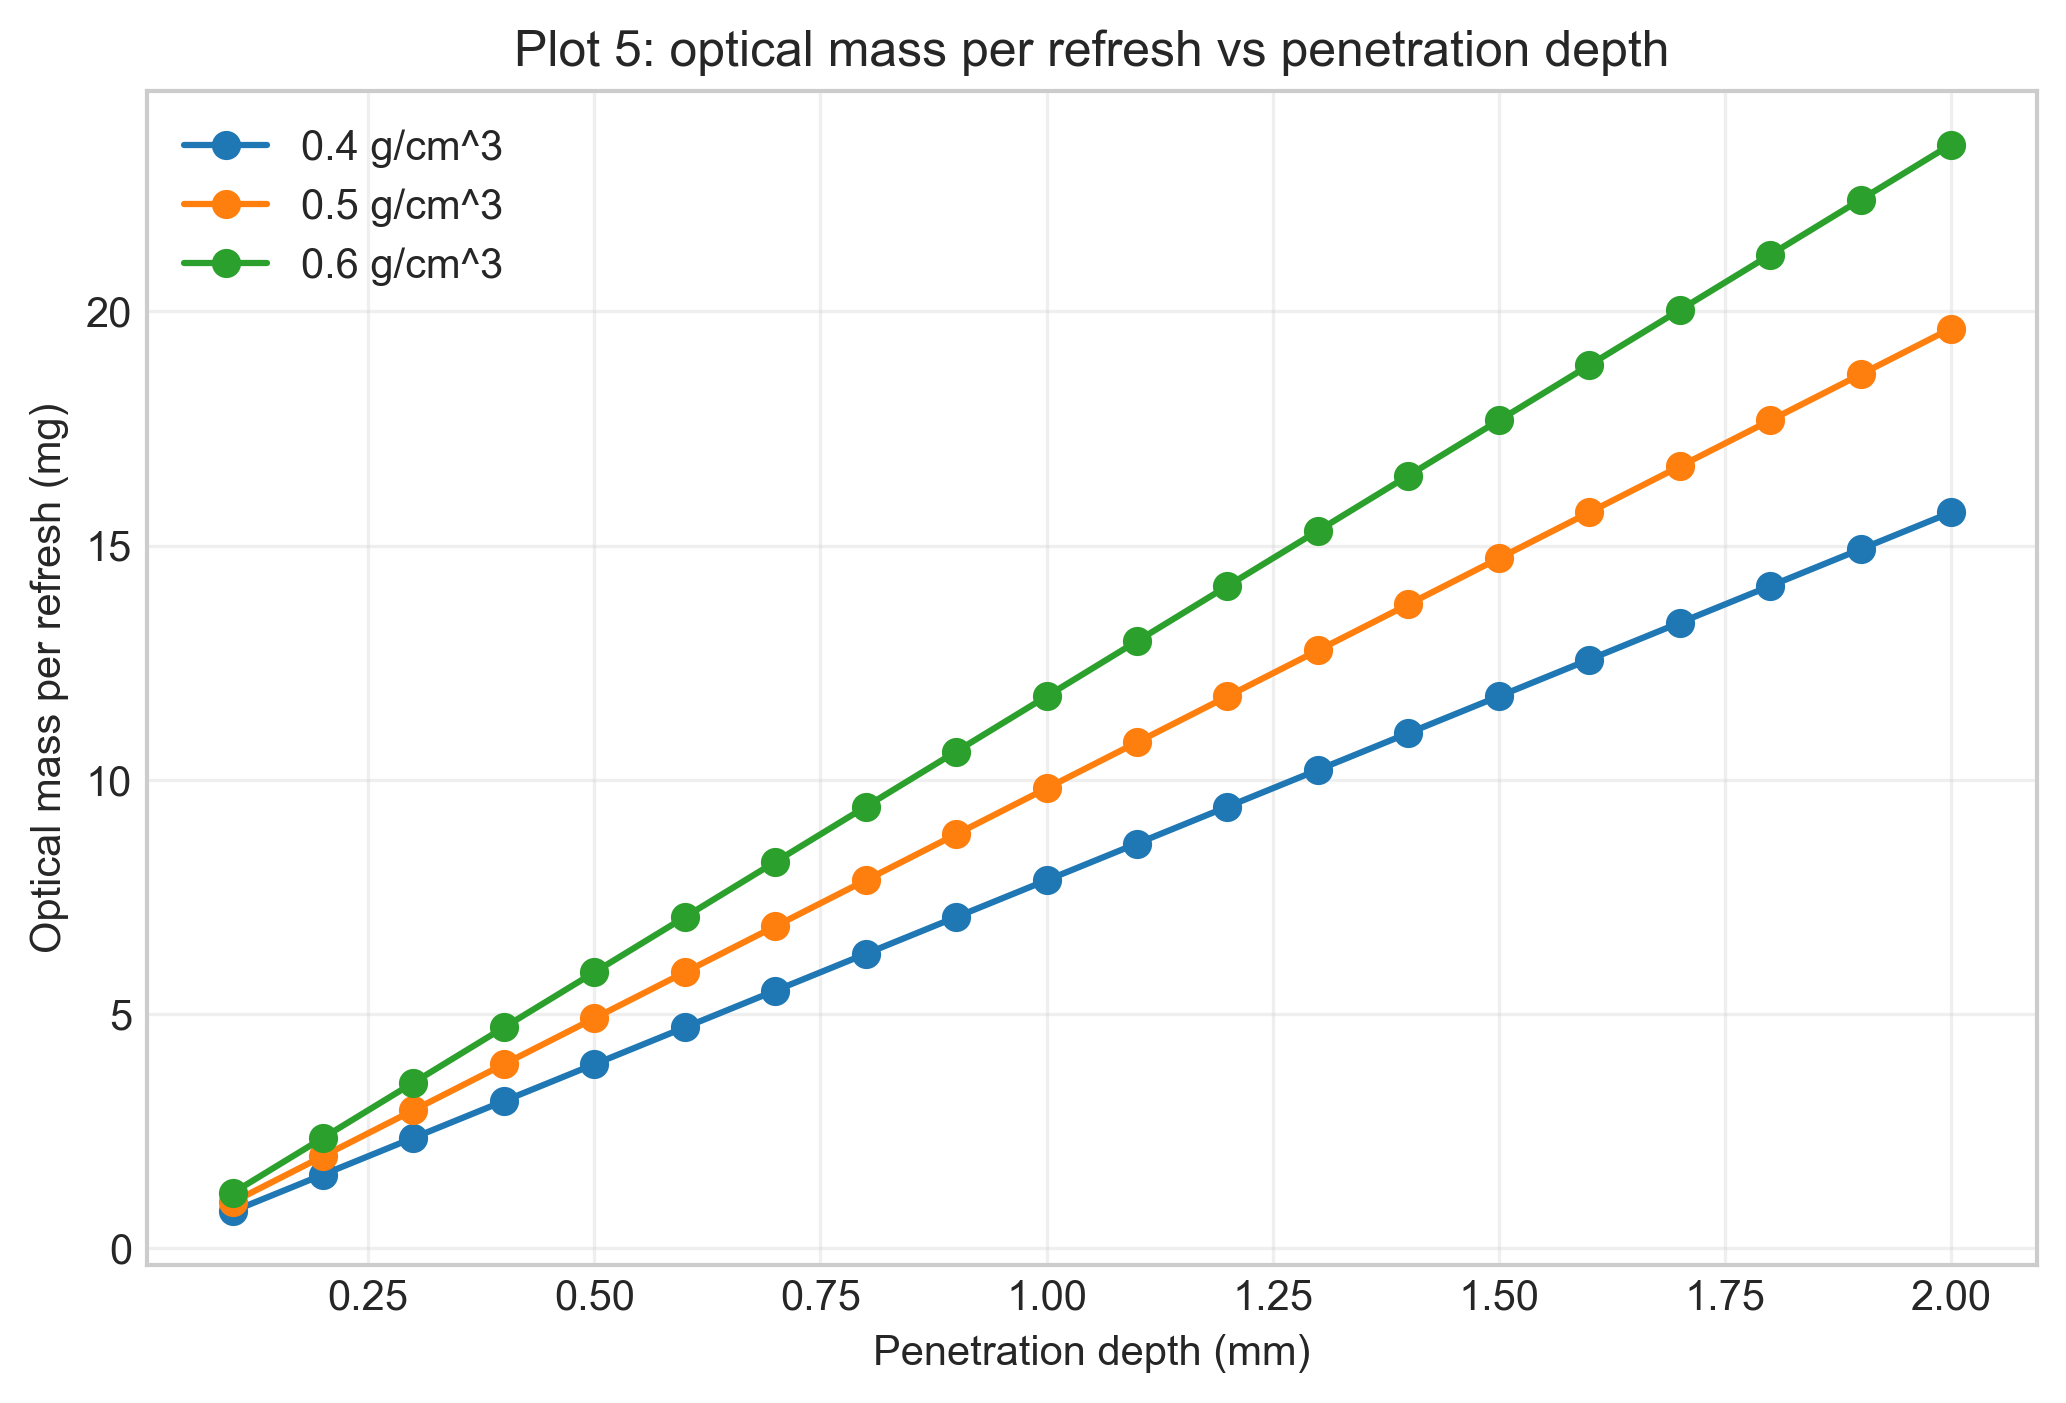 Plot 5: optical mass per refresh vs penetration depth
0.4 g/cm^3
0.5 g/cm^3
0.6 g/cm^3
Optical mass per refresh (mg)
20
15
10
5
0
0.25 0.50 0.75 1.00 1.25 1.50 1.75 2.00
Penetration depth (mm)